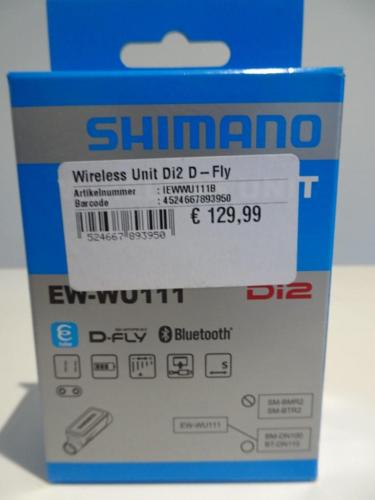 SHIMANO
Wireless Unit Di2 D-Fly
Artikelnummer : IEWWU111B
Barcode : 4524667893950
€ 129,99
524667 893950
EW-WU111
Di2
D-FLY
Bluetooth
S
SM-BMR2
SM-BTR2
EW-WU111
BM-DN100
BT-DN110